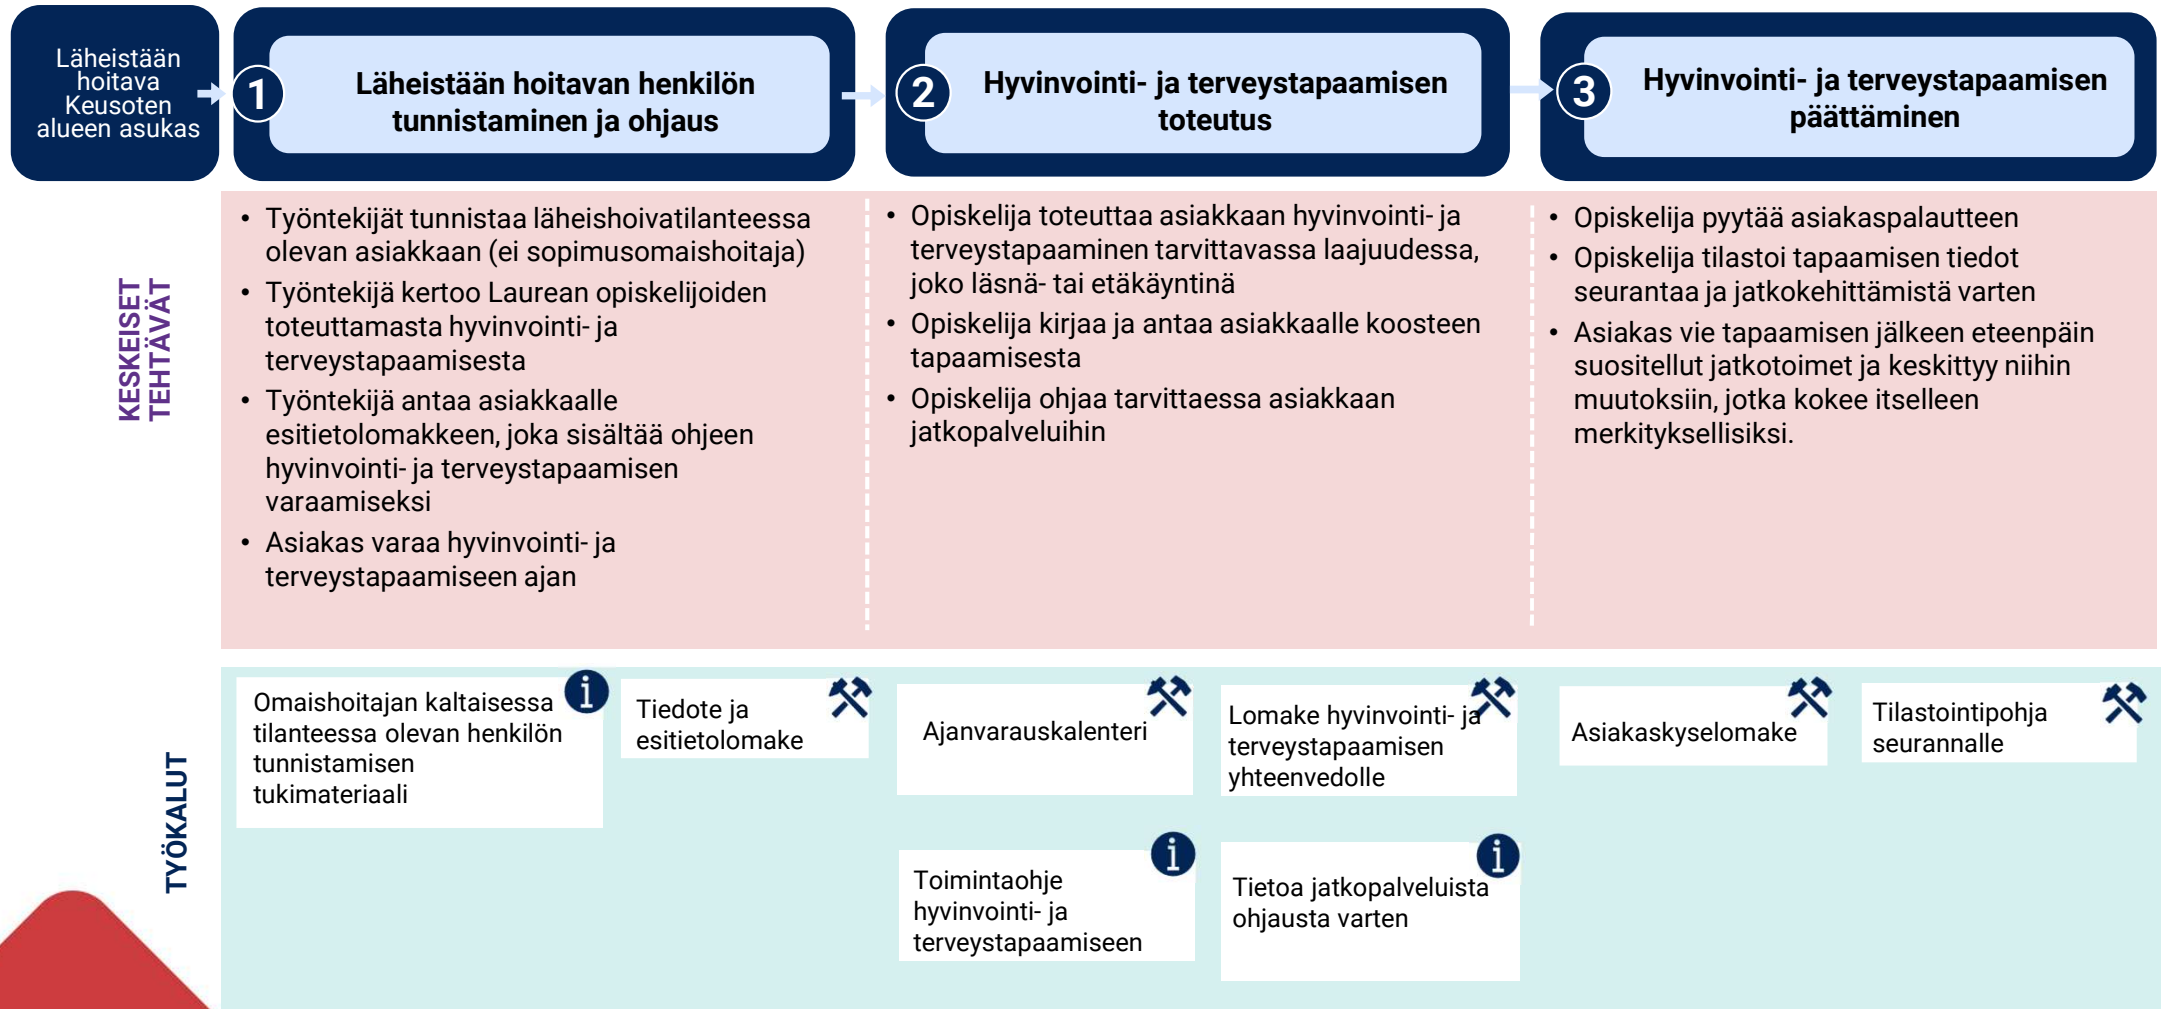 Läheistään
hoitava
Keusoten
alueen asukas
1
Läheistään hoitavan henkilön
tunnistaminen ja ohjaus
2
Hyvinvointi- ja terveystapaamisen
toteutus
3
Hyvinvointi- ja terveystapaamisen
päättäminen
KESKEISET
TEHTÄVÄT
• Työntekijät tunnistaa läheishoivatilanteessa
olevan asiakkaan (ei sopimusomaishoitaja)
• Työntekijä kertoo Laurean opiskelijoiden
toteuttamasta hyvinvointi- ja
terveystapaamisesta
• Työntekijä antaa asiakkaalle
esitietolomakkeen, joka sisältää ohjeen
hyvinvointi- ja terveystapaamisen
varaamiseksi
• Asiakas varaa hyvinvointi- ja
terveystapaamiseen ajan
• Opiskelija toteuttaa asiakkaan hyvinvointi- ja
terveystapaaminen tarvittavassa laajuudessa,
joko läsnä- tai etäkäyntinä
• Opiskelija kirjaa ja antaa asiakkaalle koosteen
tapaamisesta
• Opiskelija ohjaa tarvittaessa asiakkaan
jatkopalveluihin
• Opiskelija pyytää asiakaspalautteen
• Opiskelija tilastoi tapaamisen tiedot
seurantaa ja jatkokehittämistä varten
• Asiakas vie tapaamisen jälkeen eteenpäin
suositellut jatkotoimet ja keskittyy niihin
muutoksiin, jotka kokee itselleen
merkityksellisiksi.
TYÖKALUT
Omaishoitajan kaltaisessa
tilanteessa olevan henkilön
tunnistamisen
tukimateriaali
i
Tiedote ja
esitietolomake
Ajanvarauskalenteri
Lomake hyvinvointi- ja
terveystapaamisen
yhteenvedolle
Toimintaohje
hyvinvointi- ja
terveystapaamiseen
i
Tietoa jatkopalveluista
ohjausta varten
i
Asiakaskyselomake
Tilastointipohja
seurannalle